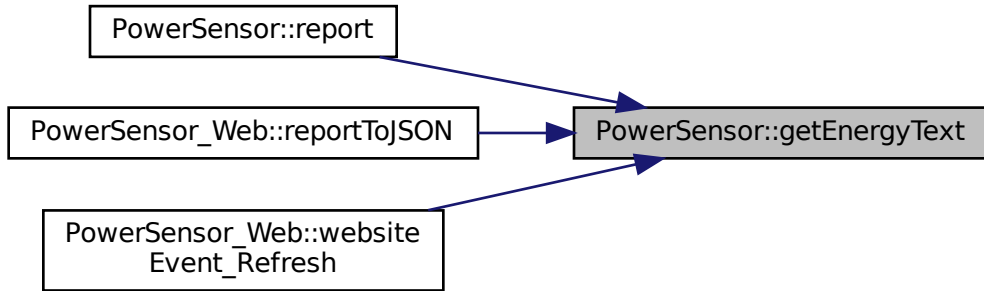 PowerSensor::report
PowerSensor_Web::reportToJSON
PowerSensor::getEnergyText
PowerSensor_Web::website
Event_Refresh